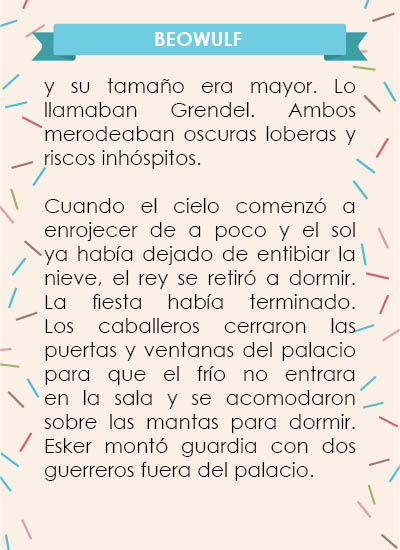 BEOWULF
y su tamaño era mayor. Lo
llamaban Grendel. Ambos
merodeaban oscuras loberas y
riscos inhóspitos.
Cuando el cielo comenzó a
enrojecer de a poco y el sol
ya había dejado de entibiar la
nieve, el rey se retiró a dormir.
La fiesta había terminado.
Los caballeros cerraron las
puertas y ventanas del palacio
para que el frío no entrara
en la sala y se acomodaron
sobre las mantas para dormir.
Esker montó guardia con dos
guerreros fuera del palacio.